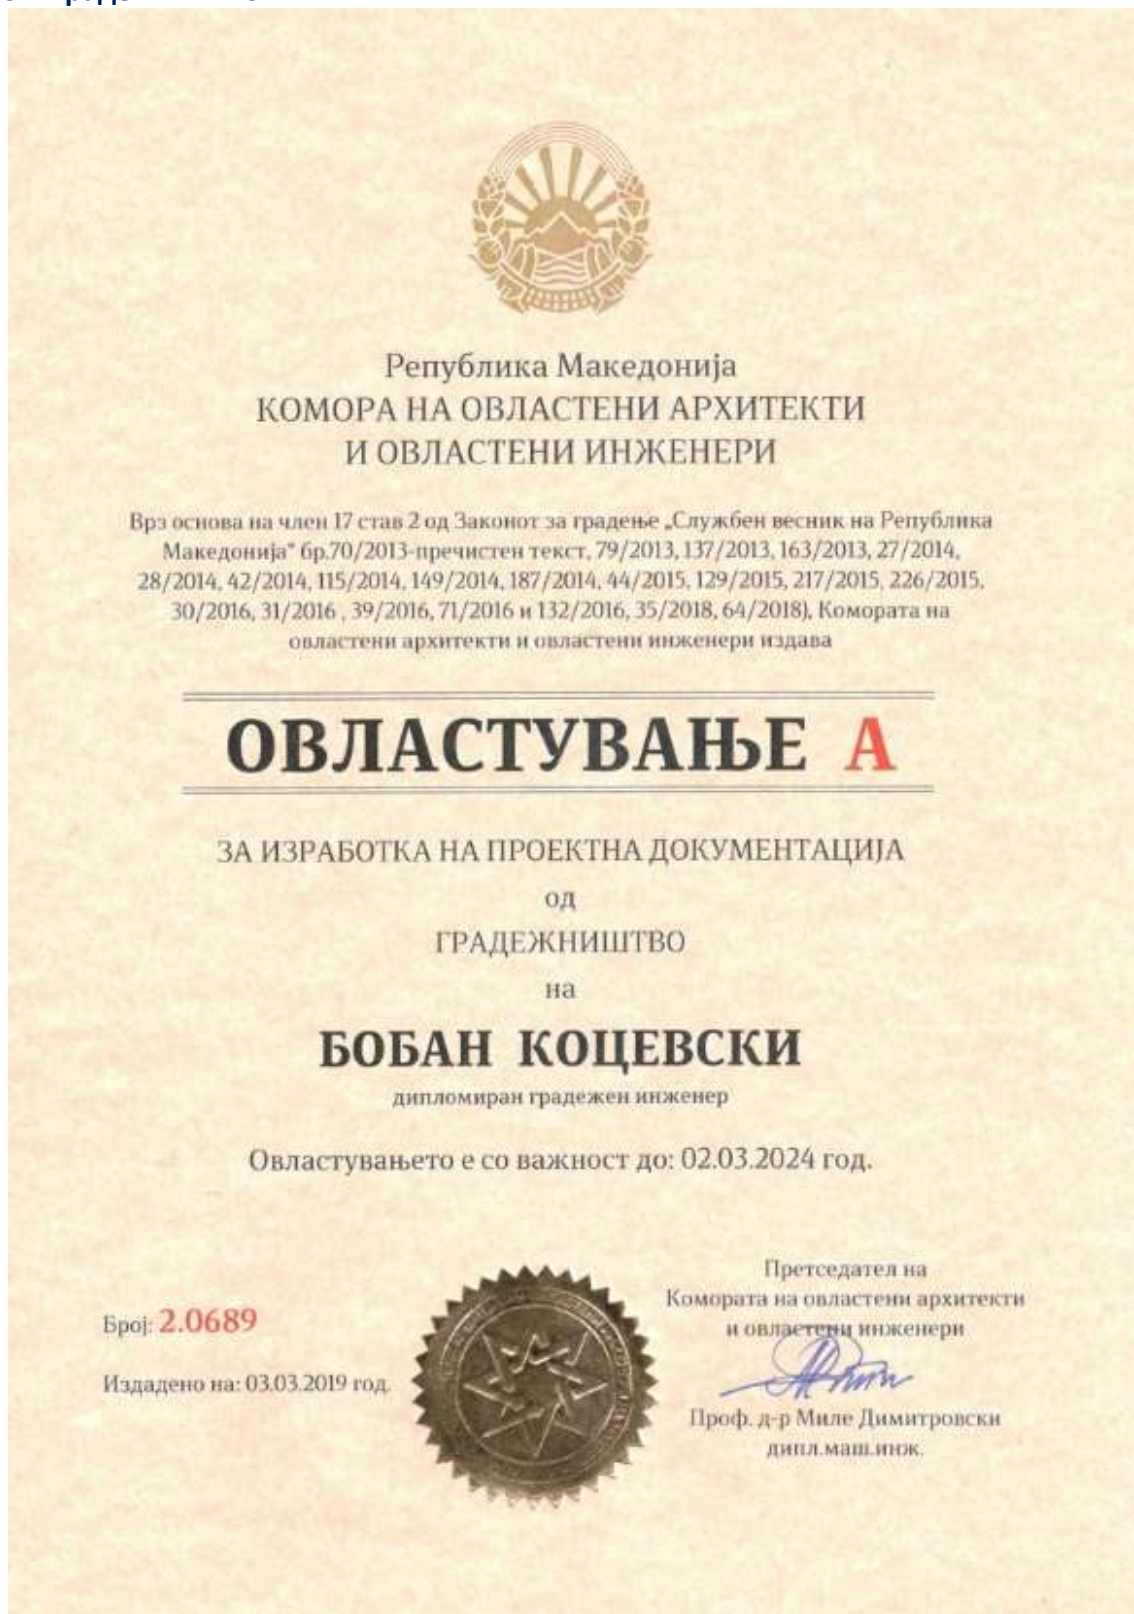 Република Македонија
КОМОРА НА ОВЛАСТЕНИ АРХИТЕКТИ
И ОВЛАСТЕНИ ИНЖЕНЕРИ
Врз основа на член 17 став 2 од Законот за градење „Службен весник на Република
Македонија“ бр.70/2013-пречистен текст, 79/2013, 137/2013, 163/2013, 27/2014,
28/2014, 42/2014, 115/2014, 149/2014, 187/2014, 44/2015, 129/2015, 217/2015, 226/2015,
30/2016, 31/2016 , 39/2016, 71/2016 и 132/2016, 35/2018, 64/2018), Комората на
овластени архитекти и овластени инженери издава
ОВЛАСТУВАЊЕ А
ЗА ИЗРАБОТКА НА ПРОЕКТНА ДОКУМЕНТАЦИЈА
од
ГРАДЕЖНИШТВО
на
БОБАН КОЦЕВСКИ
дипломиран градежен инженер
Овластувањето е со важност до: 02.03.2024 год.
Број: 2.0689
Издадено на: 03.03.2019 год.
Претседател на
Комората на овластени архитекти
и овластени инженери
Проф. д-р Миле Димитровски
дипл.маш.инж.